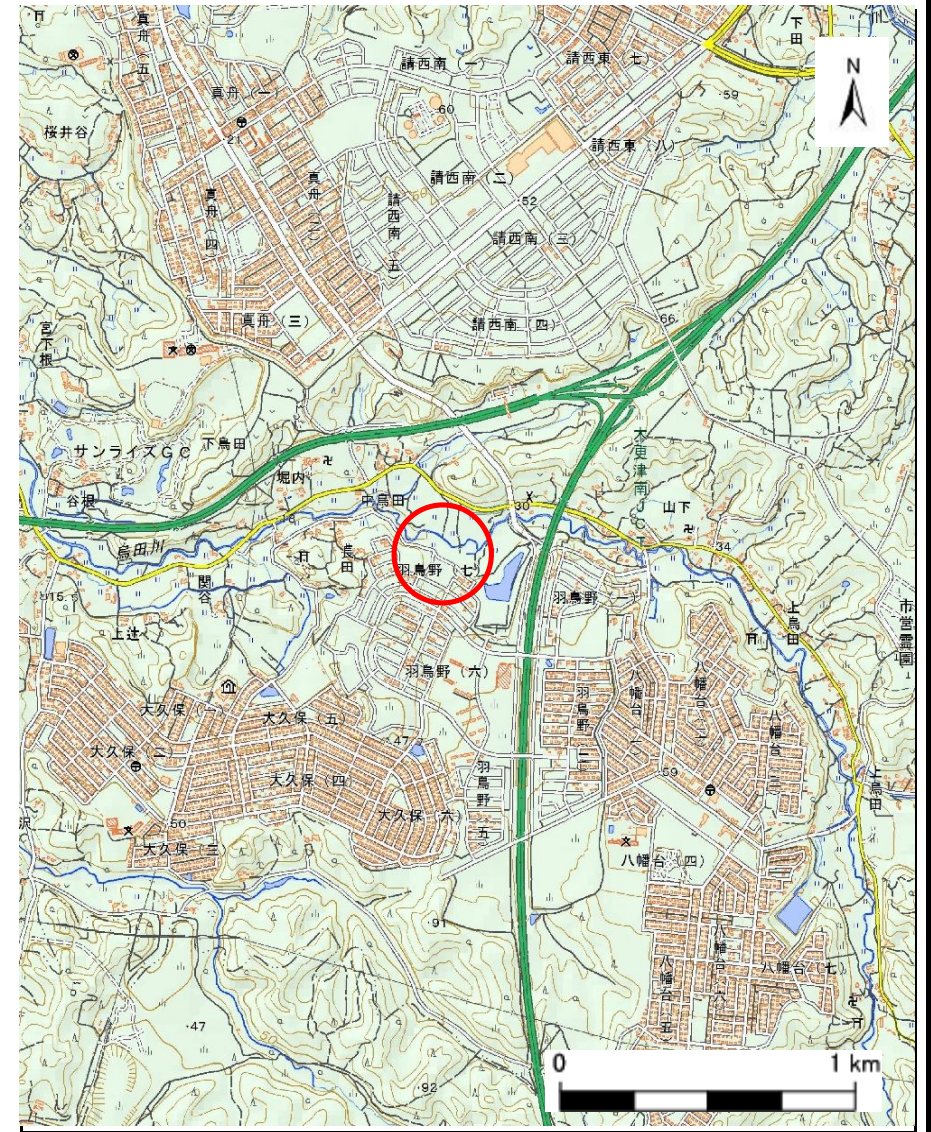 下田
川
真舟(五)
請西南(一)
請西東(七)
N
真舟(一)
・60
・59
桜井谷
・21
請西東(八)
真舟(二)
請西南(二)
真舟(四)
請西南(五)
・52
請西南(三)
真舟(三)
請西南(四)
・66
宮下根
木更津南JCT
サンライズGC
下烏田
堀内
谷根
中烏田
・30
山下
・18
烏田川
長田
・34
羽鳥野(七)
関谷
羽鳥野(一)
・15.5
上烏田
市営霊園
上辻
羽鳥野(六)
大久保(一)
大久保(五)
羽鳥野(二)
八幡台(一)
八幡台(二)
八幡台(三)
・47
大久保(二)
大久保(四)
・59
羽鳥野(五)
上烏田
大久保(六)
沢
・50
大久保(三)
八幡台(四)
・91
八幡台(六)
八幡台(七)
八幡台(五)
・47
0
1 km
・92